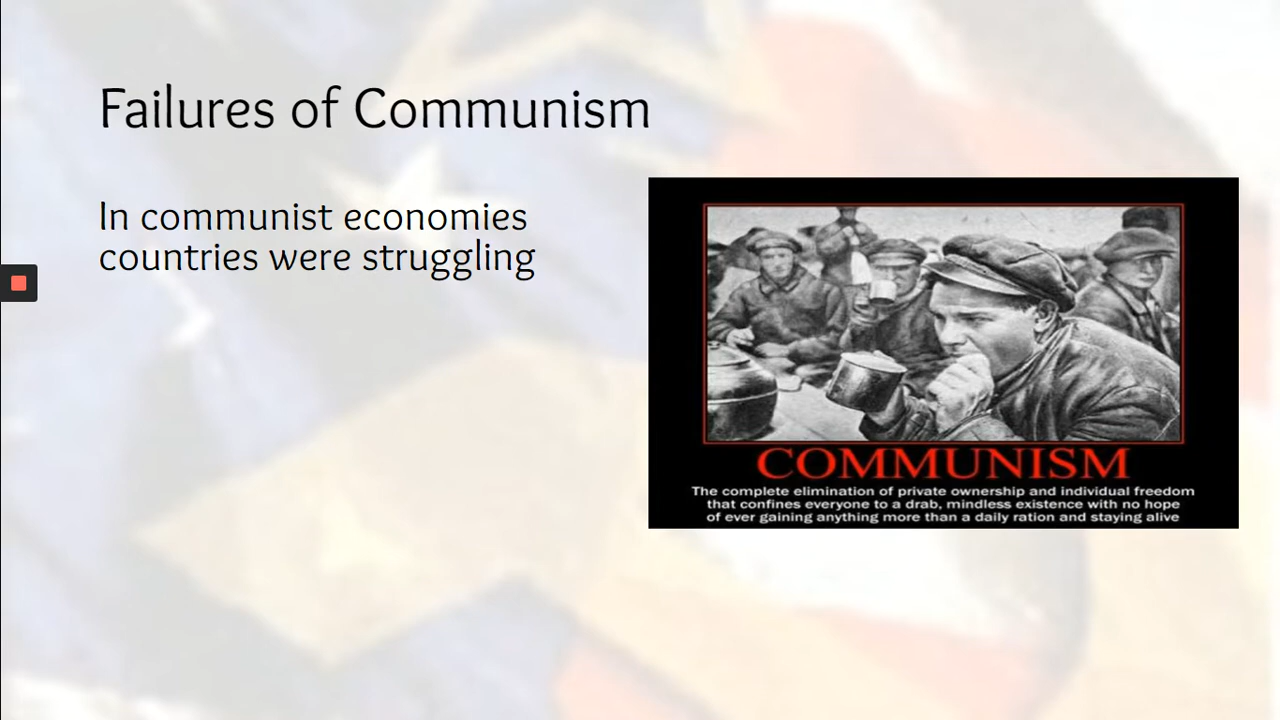 Failures of Communism
In communist economies
countries were struggling
COMMUNISM
The complete elimination of private ownership and individual freedom
that confines everyone to a drab, mindless existence with no hope
of ever gaining anything more than a daily ration and staying alive